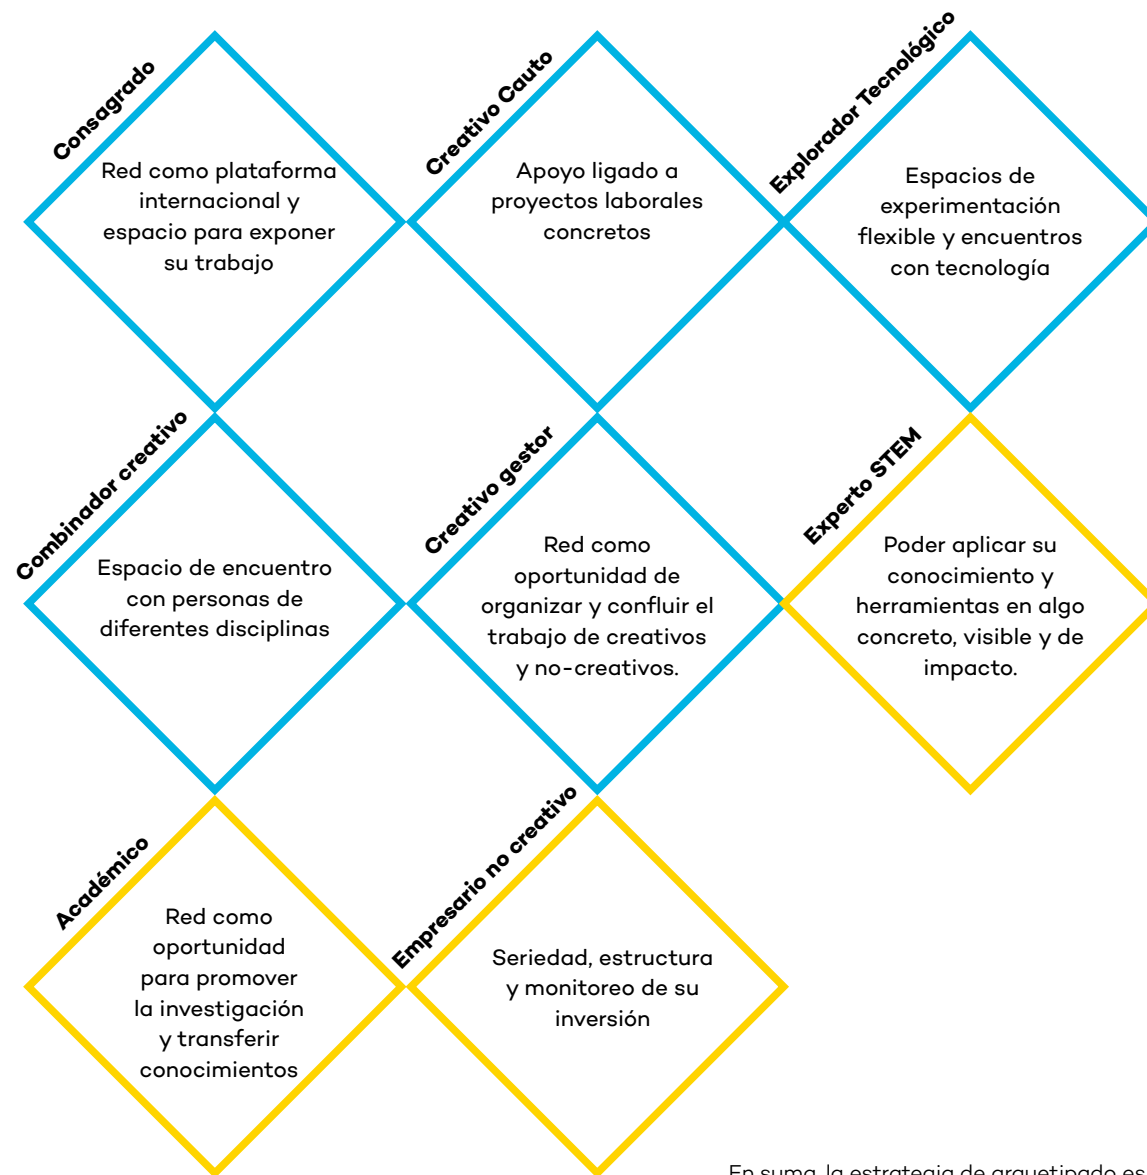 Consagrado
Red como plataforma
internacional y
espacio para exponer
su trabajo
Creativo Cauto
Apoyo ligado a
proyectos laborales
concretos
Explorador Tecnológico
Espacios de
experimentación
flexible y encuentros
con tecnología
Combinador creativo
Espacio de encuentro
con personas de
diferentes disciplinas
Creativo gestor
Red como
oportunidad de
organizar y confluir el
trabajo de creativos
y no-creativos.
Experto STEM
Poder aplicar su
conocimiento y
herramientas en algo
concreto, visible y de
impacto.
Académico
Red como
oportunidad
para promover
la investigación
y transferir
conocimientos
Empresario no creativo
Seriedad, estructura
y monitoreo de su
inversión
En suma, la estrategia de arquetipado es